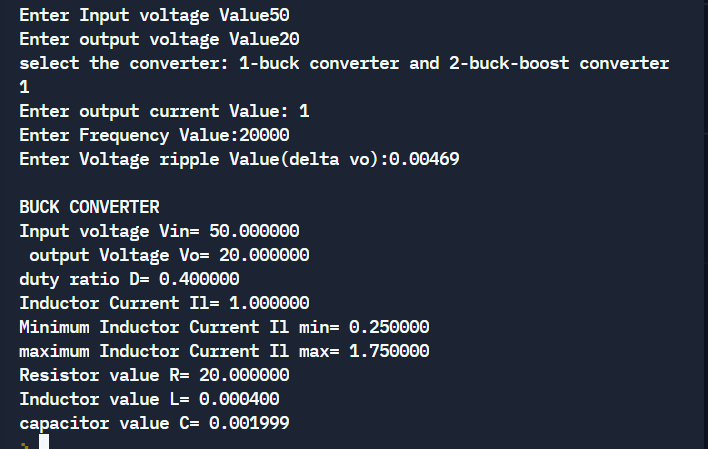 Enter Input voltage Value50
Enter output voltage Value20
select the converter: 1-buck converter and 2-buck-boost converter
1
Enter output current Value: 1
Enter Frequency Value:20000
Enter Voltage ripple Value(delta vo):0.00469

BUCK CONVERTER
Input voltage Vin= 50.000000
 output Voltage Vo= 20.000000
duty ratio D= 0.400000
Inductor Current Il= 1.000000
Minimum Inductor Current Il min= 0.250000
maximum Inductor Current Il max= 1.750000
Resistor value R= 20.000000
Inductor value L= 0.000400
capacitor value C= 0.001999